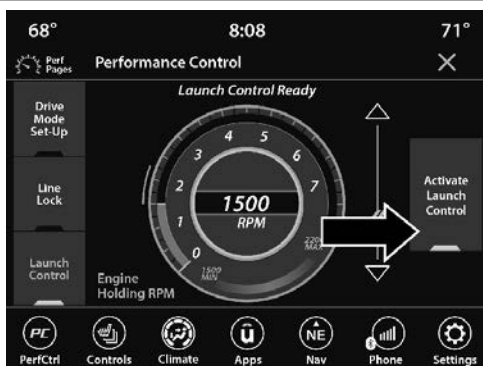 68°
8:08
71°
Perf
Pages
Performance Control
Launch Control Ready
Drive
Mode
Set-Up
Line
Lock
Launch
Control
0
1
2
3
4
5
6
7
1500
RPM
1500
MIN
2200
MAX
Engine
Holding RPM
Activate
Launch
Control
PC
û
NE
PerfCtrl
Controls
Climate
Apps
Nav
Phone
Settings